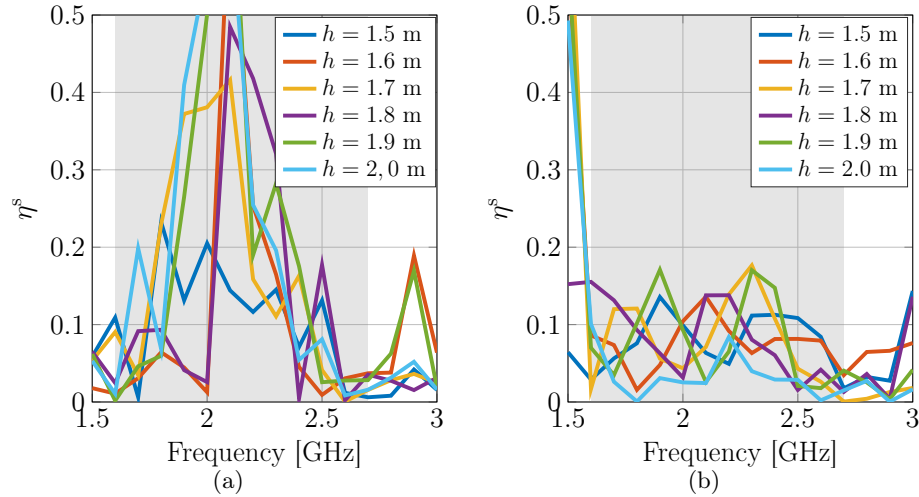 0.5
0.4
0.3
0.2
0.1
0
η^s
1.5
2
2.5
3
Frequency [GHz]
(a)
h = 1.5 m
h = 1.6 m
h = 1.7 m
h = 1.8 m
h = 1.9 m
h = 2,0 m
0.5
0.4
0.3
0.2
0.1
0
η^s
1.5
2
2.5
3
Frequency [GHz]
(b)
h = 1.5 m
h = 1.6 m
h = 1.7 m
h = 1.8 m
h = 1.9 m
h = 2.0 m